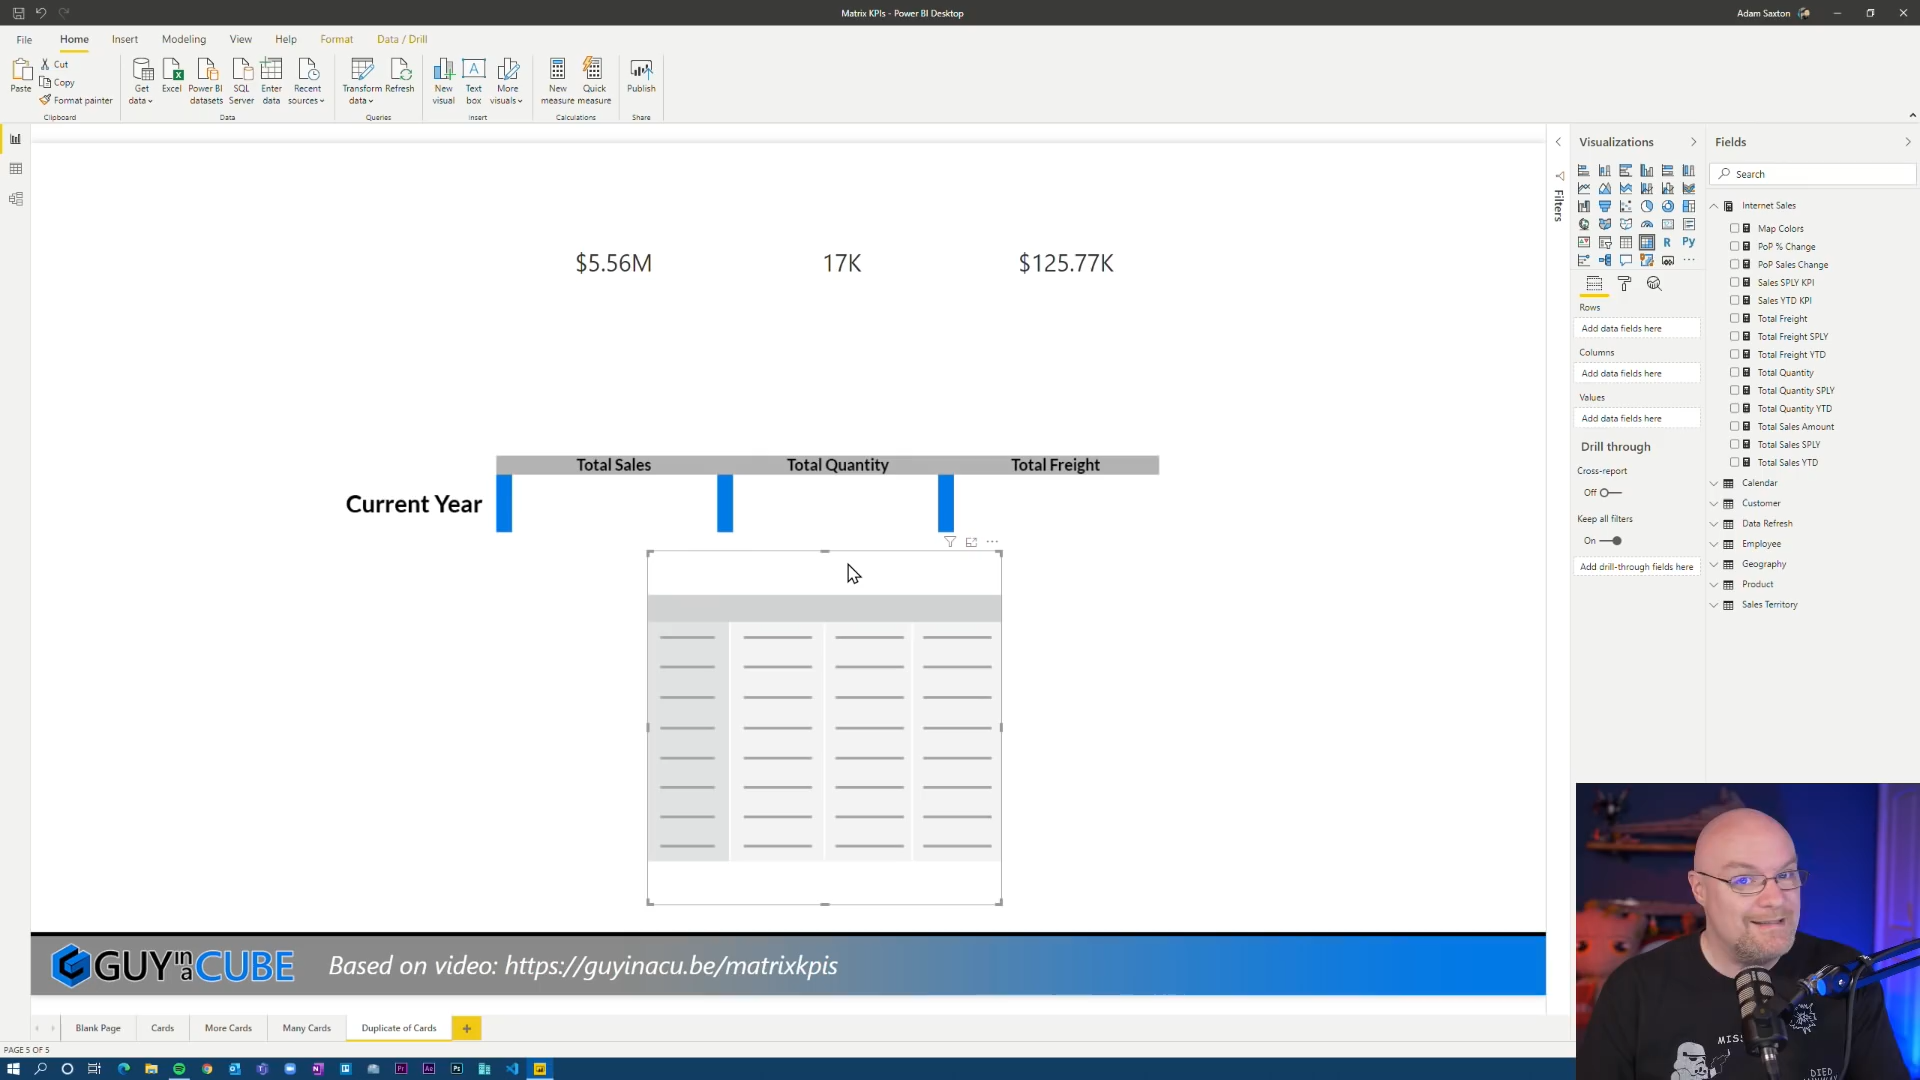 Matrix KPIs - Power BI Desktop
Adam Saxton
File Home Insert Modeling View Help Format Data / Drill
Paste
Cut
Copy
Format painter
Clipboard
Get data
Excel
Power BI datasets
SQL Server
Enter data
Recent sources
Data
Transform data
Refresh
Queries
New visual
Text box
More visuals
Insert
New measure
Quick measure
Calculations
Publish
Share
$5.56M 17K $125.77K
Total Sales Total Quantity Total Freight
Current Year
GUY in a CUBE
Based on video: https://guyinacu.be/matrixkpis
Filters
Visualizations
R
Py
Rows
Add data fields here
Columns
Add data fields here
Values
Add data fields here
Drill through
Cross-report
Off
Keep all filters
On
Add drill-through fields here
Fields
Search
Internet Sales
Map Colors
PoP % Change
PoP Sales Change
Sales SPLY KPI
Sales YTD KPI
Total Freight
Total Freight SPLY
Total Freight YTD
Total Quantity
Total Quantity SPLY
Total Quantity YTD
Total Sales Amount
Total Sales SPLY
Total Sales YTD
Calendar
Customer
Data Refresh
Employee
Geography
Product
Sales Territory
Blank Page Cards More Cards Many Cards Duplicate of Cards +
PAGE 5 OF 5
MISS
DIED